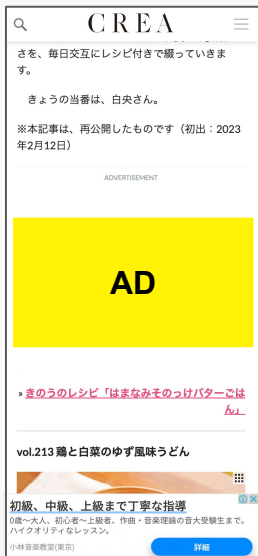 CREA
さを、毎日交互にレシピ付きで綴っていきま
す。
きょうの当番は、白央さん。
※本記事は、再公開したものです（初出：2023
年2月12日）
ADVERTISEMENT
AD
» きのうのレシピ「はまなみそのっけバターごは
ん」
vol.213 鶏と白菜のゆず風味うどん
初級、中級、上級まで丁寧な指導
0歳〜大人、初心者〜上級者、作曲・音楽理論の音大受験生まで。
ハイクオリティなレッスン。
小林音楽教室(東京)
詳細